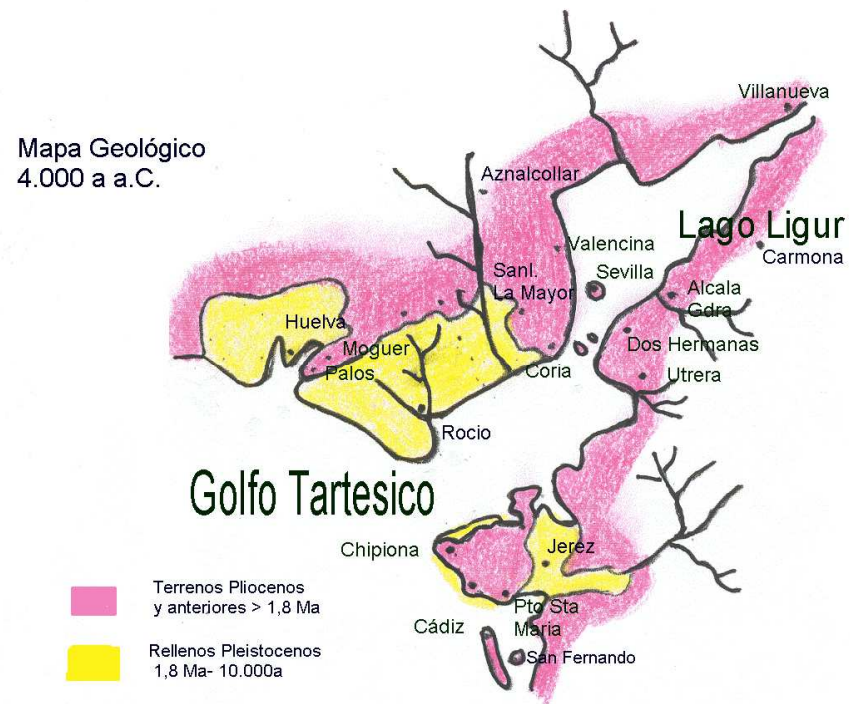 Mapa Geológico
4.000 a a.C.
Villanueva
Aznalcollar
Lago Ligur
Valencina
Carmona
Sevilla
Sanl.
La Mayor
Alcala
Gdra
Huelva
Moguer
Dos Hermanas
Palos
Coria
Utrera
Rocio
Golfo Tartesico
Chipiona
Jerez
Terrenos Pliocenos
y anteriores > 1,8 Ma
Pto Sta
Maria
Cádiz
Rellenos Pleistocenos
1,8 Ma- 10.000a
San Fernando